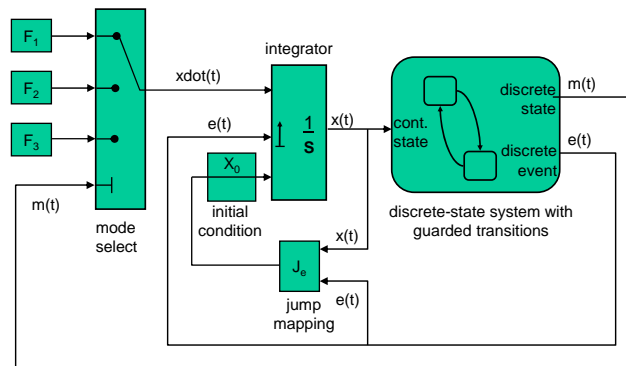 F1
F2
F3
m(t)
mode
select
xdot(t)
e(t)
X0
initial
condition
integrator
1
s
x(t)
cont.
state
discrete
state
discrete
event
m(t)
e(t)
discrete-state system with
guarded transitions
x(t)
Je
e(t)
jump
mapping